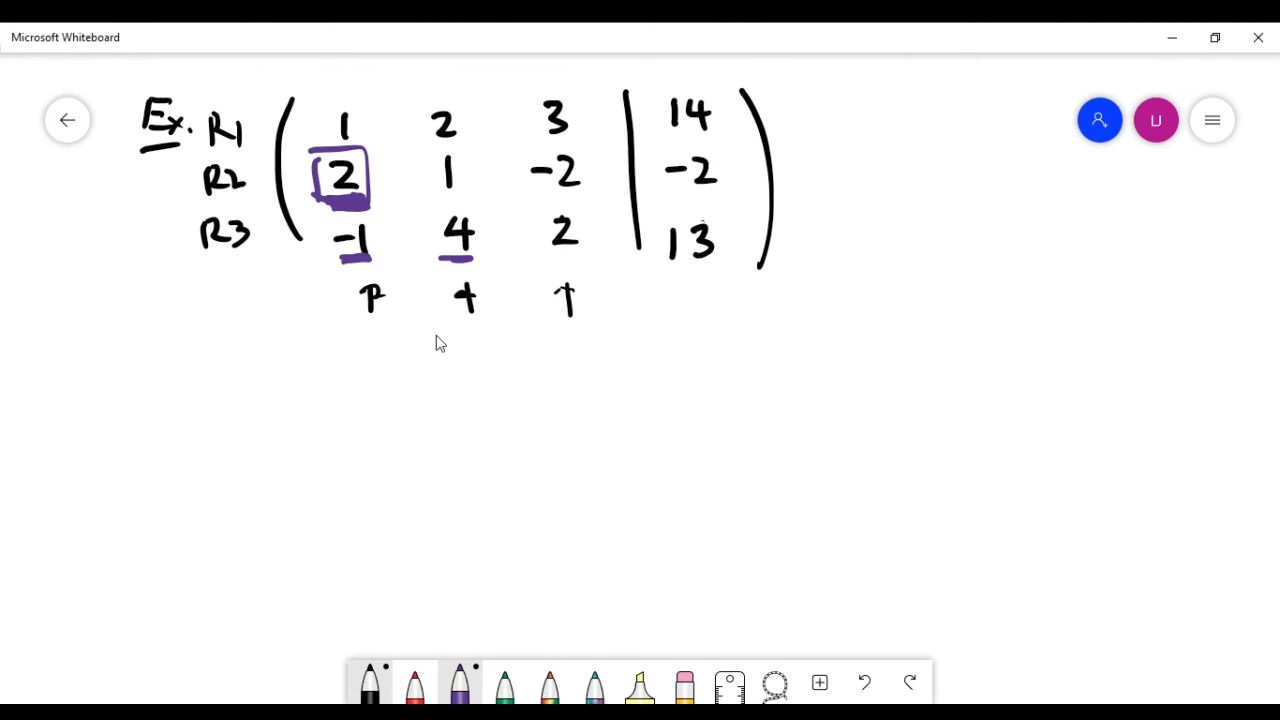 Microsoft Whiteboard
Ex. R1 ( 1 2 3 | 14 )
R2 2 1 -2 -2
R3 -1 4 2 13
U